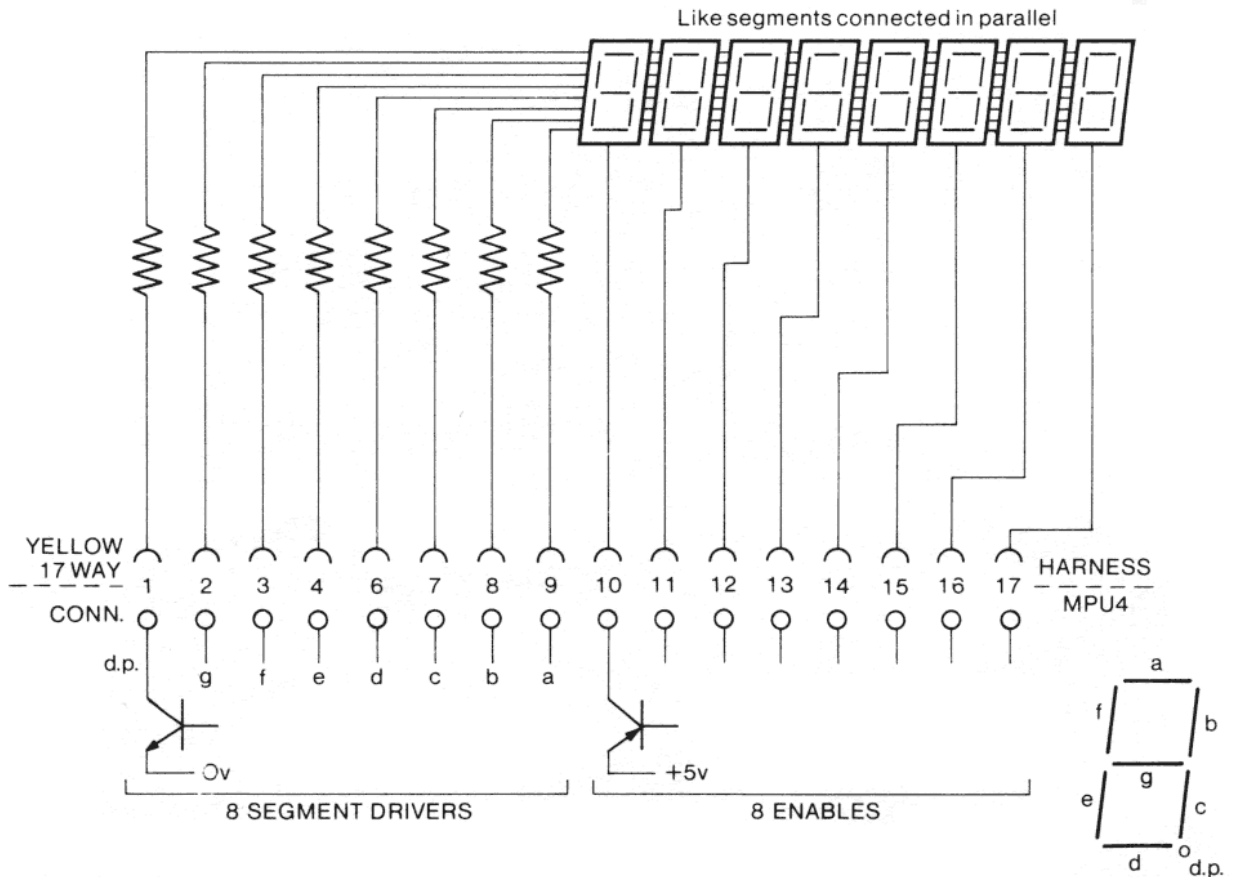 Like segments connected in parallel
YELLOW
17 WAY
1 2 3 4 6 7 8 9 10 11 12 13 14 15 16 17
HARNESS
MPU4
CONN.
d.p. g f e d c b a
0v
+5v
8 SEGMENT DRIVERS
8 ENABLES
a
f
b
g
e
c
d
d.p.